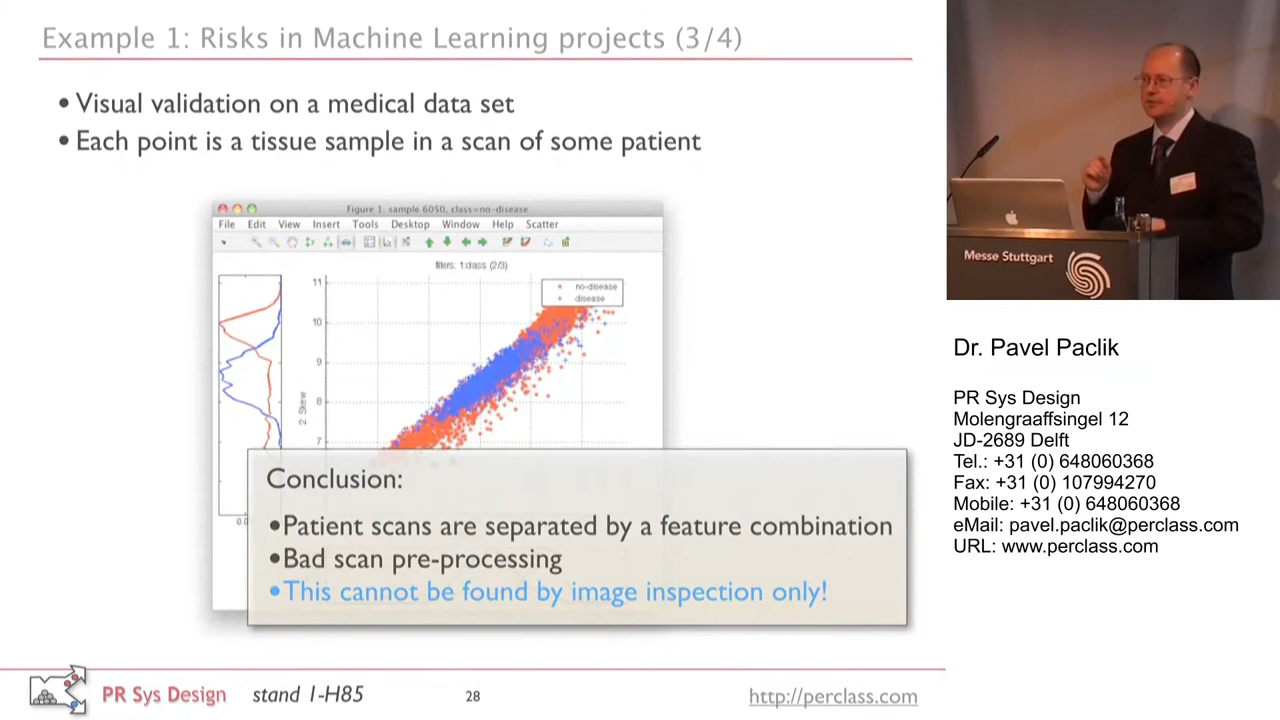 Example 1: Risks in Machine Learning projects (3/4)
• Visual validation on a medical data set
• Each point is a tissue sample in a scan of some patient
Figure 1: sample 6050, class=no-disease
File Edit View Insert Tools Desktop Window Help Scatter
filters: 1:class (2/3)
no-disease
disease
11
10
9
8
7
2: Skew
0.0
Conclusion:
•Patient scans are separated by a feature combination
•Bad scan pre-processing
•This cannot be found by image inspection only!
PR Sys Design stand 1-H85 28 http://perclass.com
Messe Stuttgart
Dr. Pavel Paclik
PR Sys Design
Molengraaffsingel 12
JD-2689 Delft
Tel.: +31 (0) 648060368
Fax: +31 (0) 107994270
Mobile: +31 (0) 648060368
eMail: pavel.paclik@perclass.com
URL: www.perclass.com